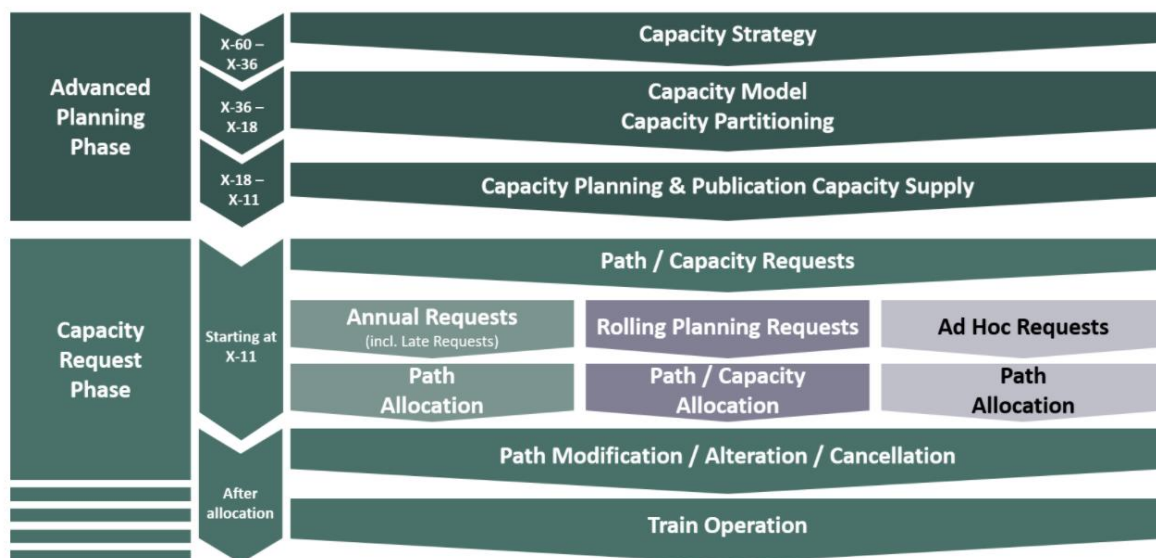 Advanced
Planning
Phase
X-60 –
X-36
Capacity Strategy
X-36 –
X-18
Capacity Model
Capacity Partitioning
X-18 –
X-11
Capacity Planning & Publication Capacity Supply
Capacity
Request
Phase
Starting at
X-11
Path / Capacity Requests
Annual Requests
(incl. Late Requests)
Rolling Planning Requests
Ad Hoc Requests
Path
Allocation
Path / Capacity
Allocation
Path
Allocation
After
allocation
Path Modification / Alteration / Cancellation
Train Operation